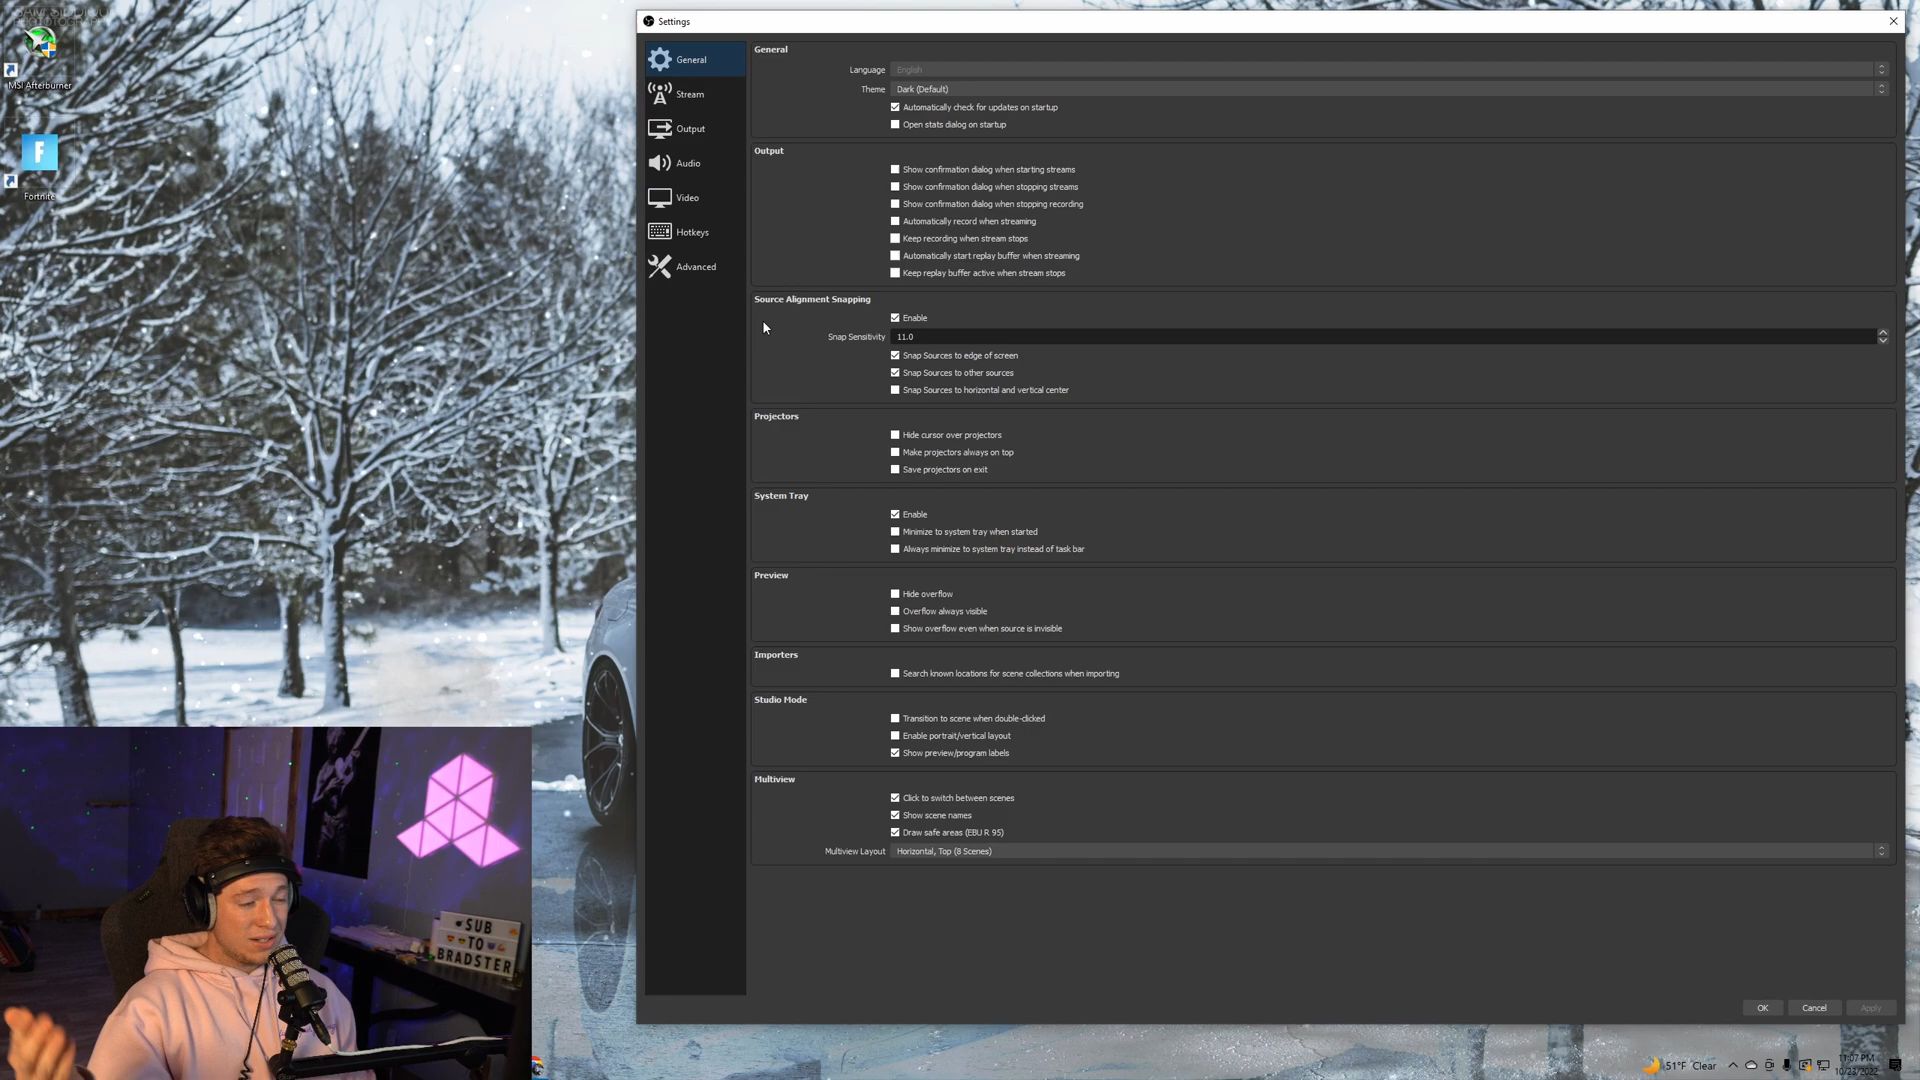 MSI Afterburner
F
Fortnite
Settings
General
Stream
Output
Audio
Video
Hotkeys
Advanced
General
Language English
Theme Dark (Default)
Automatically check for updates on startup
Open stats dialog on startup
Output
Show confirmation dialog when starting streams
Show confirmation dialog when stopping streams
Show confirmation dialog when stopping recording
Automatically record when streaming
Keep recording when stream stops
Automatically start replay buffer when streaming
Keep replay buffer active when stream stops
Source Alignment Snapping
Enable
Snap Sensitivity 11.0
Snap Sources to edge of screen
Snap Sources to other sources
Snap Sources to horizontal and vertical center
Projectors
Hide cursor over projectors
Make projectors always on top
Save projectors on exit
System Tray
Enable
Minimize to system tray when started
Always minimize to system tray instead of task bar
Preview
Hide overflow
Overflow always visible
Show overflow even when source is invisible
Importers
Search known locations for scene collections when importing
Studio Mode
Transition to scene when double-clicked
Enable portrait/vertical layout
Show preview/program labels
Multiview
Click to switch between scenes
Show scene names
Draw safe areas (EBU R 95)
Multiview Layout Horizontal, Top (8 Scenes)
OK Cancel Apply
SUB
TO
BRADSTER
51°F Clear
11:07 PM
10/23/2022